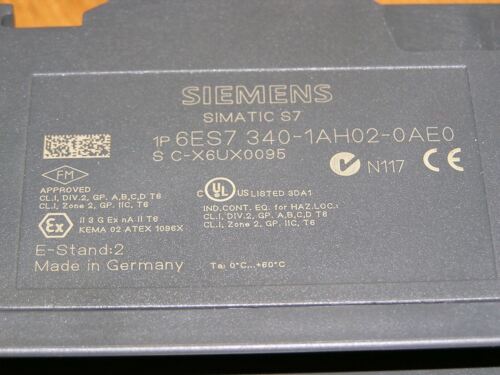 SIEMENS
SIMATIC S7
1P 6ES7 340-1AH02-0AE0
S C-X6UX0095
FM
APPROVED
CL.I, DIV.2, GP. A,B,C,D T6
CL.I, Zone 2, GP. IIC, T6
C UL US LISTED 3DA1
IND.CONT. EQ. for HAZ.LOC.:
CL.I, DIV.2, GP. A,B,C,D T6
CL.I, Zone 2, GP. IIC, T6
CE N117
Ex II 3 G Ex nA II T6
KEMA 02 ATEX 1096X
E-Stand:2
Made in Germany
Ta: 0°C...+60°C